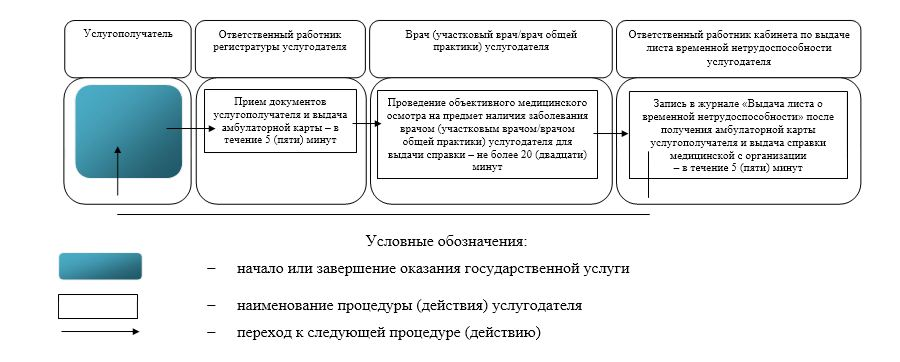 Услугополучатель
Ответственный работник
регистратуры услугодателя
Врач (участковый врач/врач общей
практики) услугодателя
Ответственный работник кабинета по выдаче
листа временной нетрудоспособности
услугодателя
Прием документов
услугополучателя и выдача
амбулаторной карты – в
течение 5 (пяти) минут
Проведение объективного медицинского
осмотра на предмет наличия заболевания
врачом (участковым врачом/врачом
общей практики) услугодателя для
выдачи справки – не более 20 (двадцати)
минут
Запись в журнале «Выдача листа о
временной нетрудоспособности» после
получения амбулаторной карты
услугополучателя и выдача справки
медицинской с организации
– в течение 5 (пяти) минут
Условные обозначения:
– начало или завершение оказания государственной услуги
– наименование процедуры (действия) услугодателя
– переход к следующей процедуре (действию)